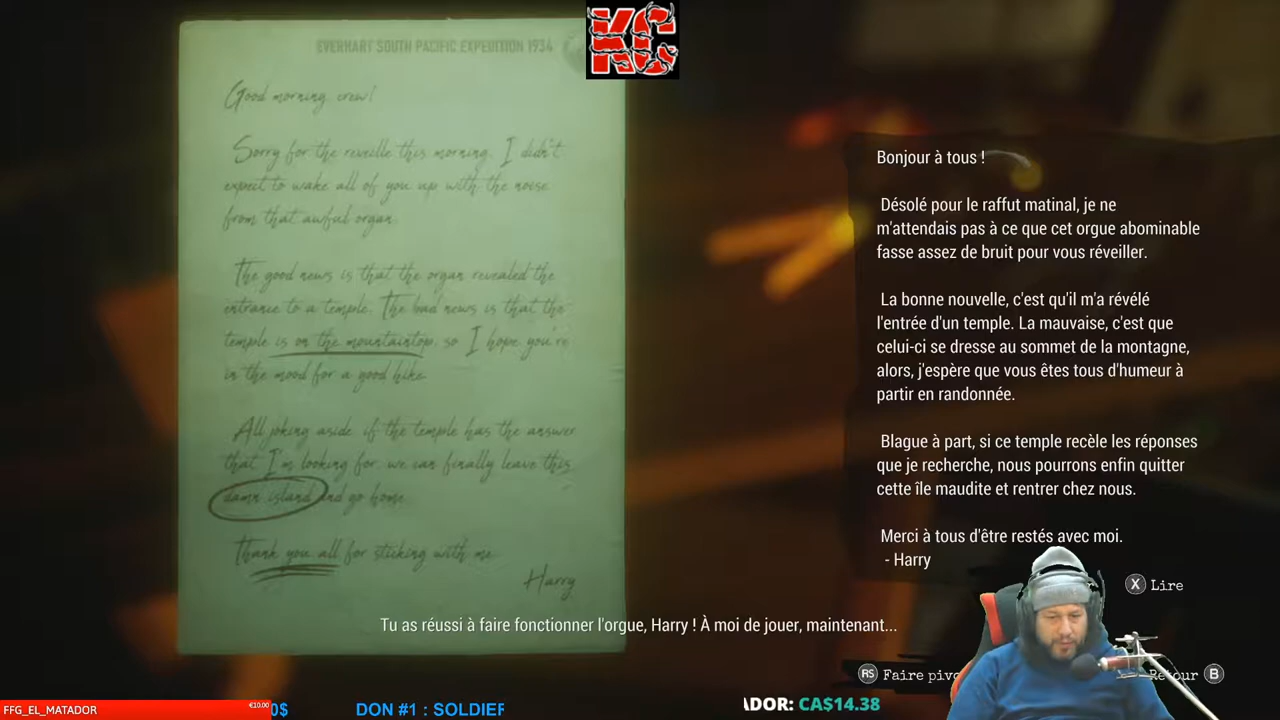 KC
EVERHART SOUTH PACIFIC EXPEDITION 1934
Good morning, crew!
Sorry for the reveille this morning. I didn't
expect to wake all of you up with the noise
from that awful organ.
The good news is that the organ revealed the
entrance to a temple. The bad news is that the
temple is on the mountaintop, so I hope you're
in the mood for a good hike.
All joking aside, if the temple has the answer
that I'm looking for, we can finally leave this
damn island and go home.
Thank you all for sticking with me.
Harry
Bonjour à tous !
Désolé pour le raffut matinal, je ne
m'attendais pas à ce que cet orgue abominable
fasse assez de bruit pour vous réveiller.
La bonne nouvelle, c'est qu'il m'a révélé
l'entrée d'un temple. La mauvaise, c'est que
celui-ci se dresse au sommet de la montagne,
alors, j'espère que vous êtes tous d'humeur à
partir en randonnée.
Blague à part, si ce temple recèle les réponses
que je recherche, nous pourrons enfin quitter
cette île maudite et rentrer chez nous.
Merci à tous d'être restés avec moi.
- Harry
X Lire
Tu as réussi à faire fonctionner l'orgue, Harry ! À moi de jouer, maintenant...
RS Faire pivo
Retour B
FFG_EL_MATADOR €10.00 0$ DON #1 : SOLDIER ADOR: CA$14.38